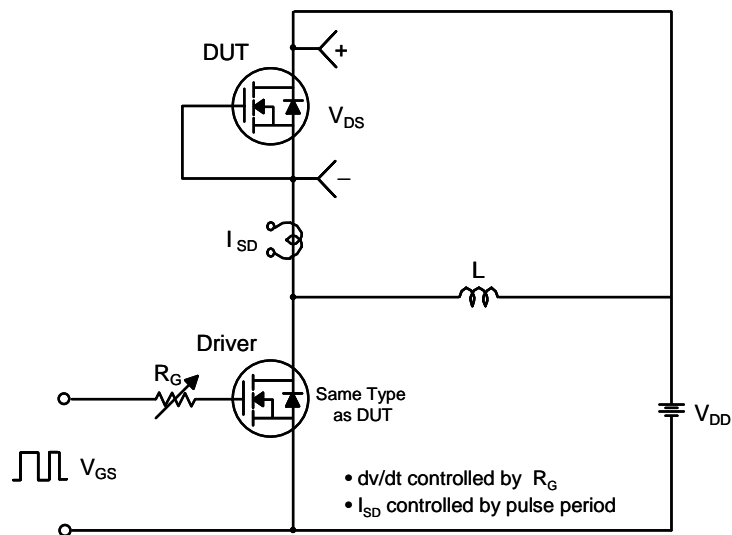 DUT
+
VDS
−
I SD
L
Driver
RG
Same Type
as DUT
VDD
VGS
• dv/dt controlled by RG
• ISD controlled by pulse period